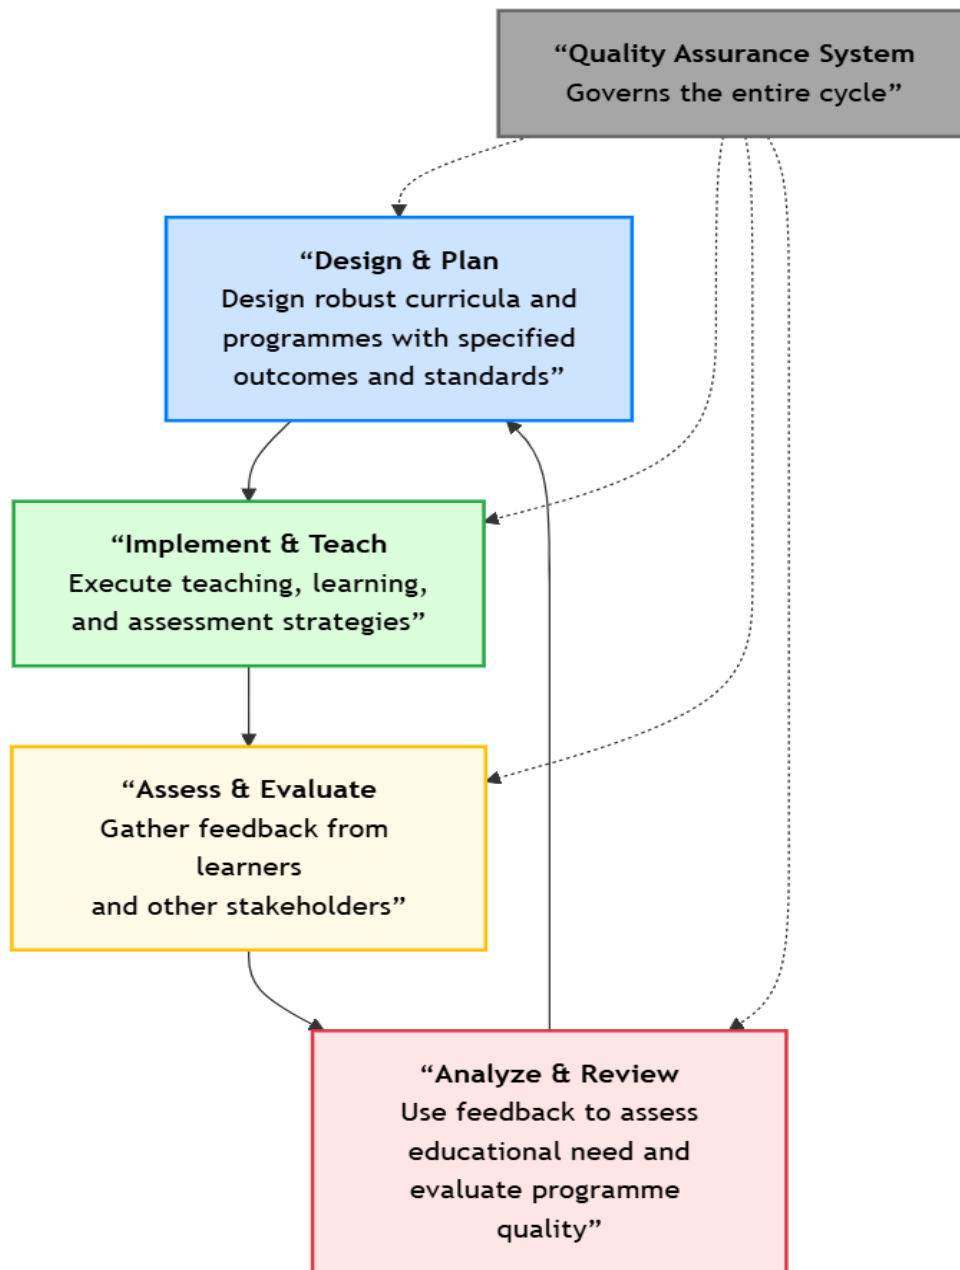 “Quality Assurance System
Governs the entire cycle”
“Design & Plan
Design robust curricula and
programmes with specified
outcomes and standards”
“Implement & Teach
Execute teaching, learning,
and assessment strategies”
“Assess & Evaluate
Gather feedback from
learners
and other stakeholders”
“Analyze & Review
Use feedback to assess
educational need and
evaluate programme
quality”